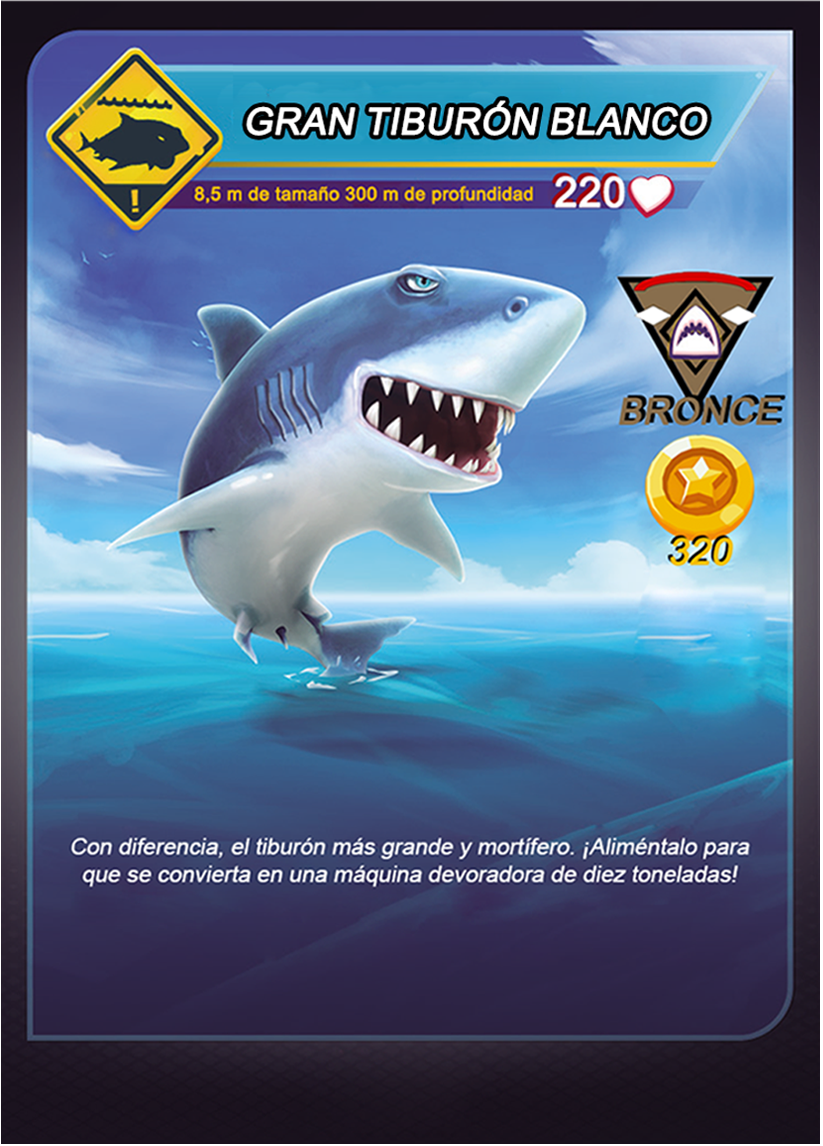 GRAN TIBURÓN BLANCO
8,5 m de tamaño 300 m de profundidad
220
!
BRONCE
320
Con diferencia, el tiburón más grande y mortífero. ¡Aliméntalo para
que se convierta en una máquina devoradora de diez toneladas!